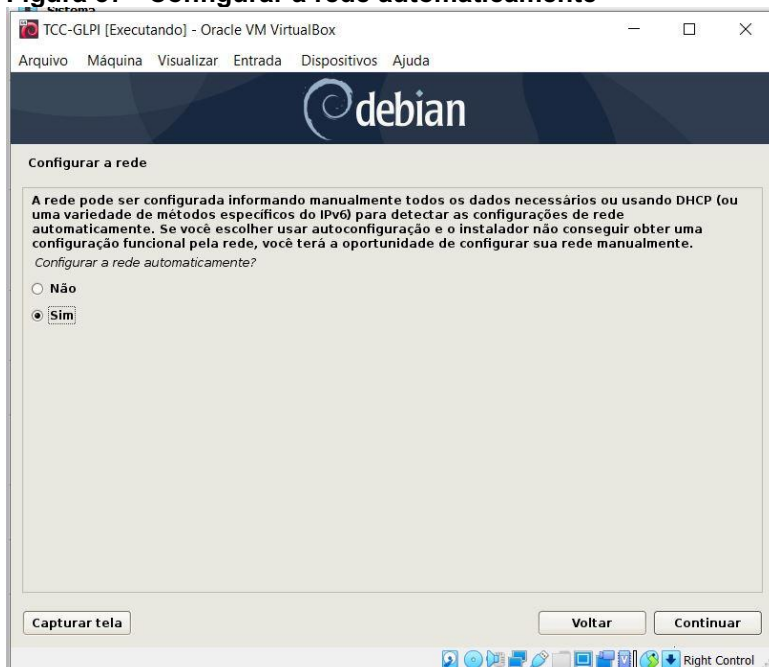 Configurar a rede automaticamente
Sistema
TCC-GLPI [Executando] - Oracle VM VirtualBox
Arquivo Máquina Visualizar Entrada Dispositivos Ajuda
debian
Configurar a rede
A rede pode ser configurada informando manualmente todos os dados necessários ou usando DHCP (ou
uma variedade de métodos específicos do IPv6) para detectar as configurações de rede
automaticamente. Se você escolher usar autoconfiguração e o instalador não conseguir obter uma
configuração funcional pela rede, você terá a oportunidade de configurar sua rede manualmente.
Configurar a rede automaticamente?
Não
Sim
Capturar tela
Voltar
Continuar
Right Control